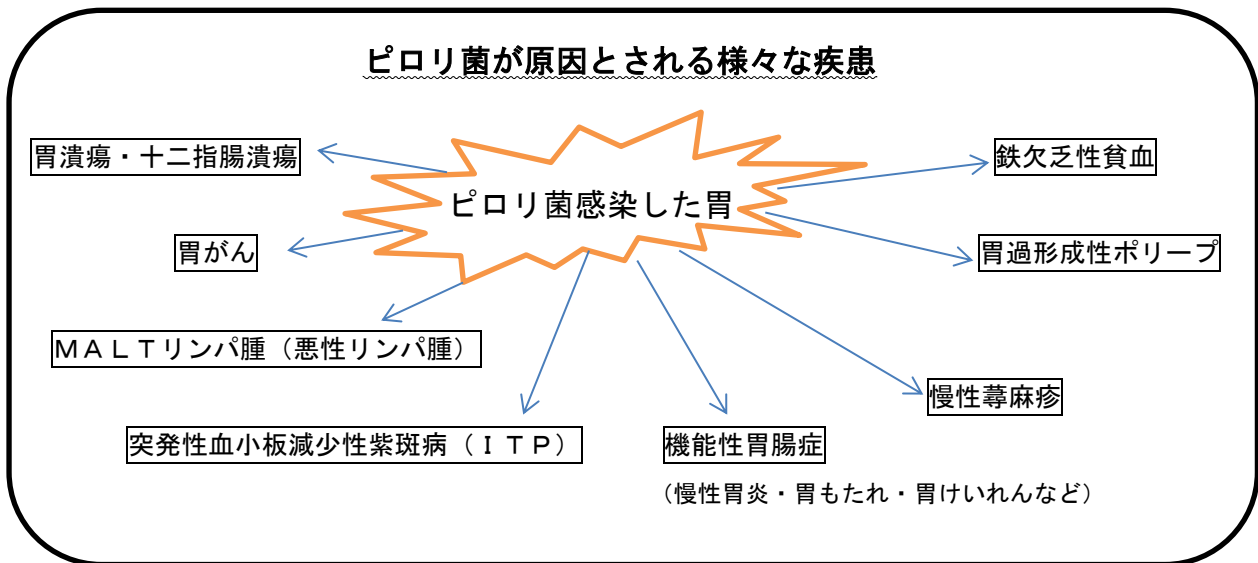 ピロリ菌が原因とされる様々な疾患
胃潰瘍・十二指腸潰瘍
鉄欠乏性貧血
ピロリ菌感染した胃
胃がん
胃過形成性ポリープ
ＭＡＬＴリンパ腫（悪性リンパ腫）
慢性蕁麻疹
突発性血小板減少性紫斑病（ＩＴＰ）
機能性胃腸症
（慢性胃炎・胃もたれ・胃けいれんなど）